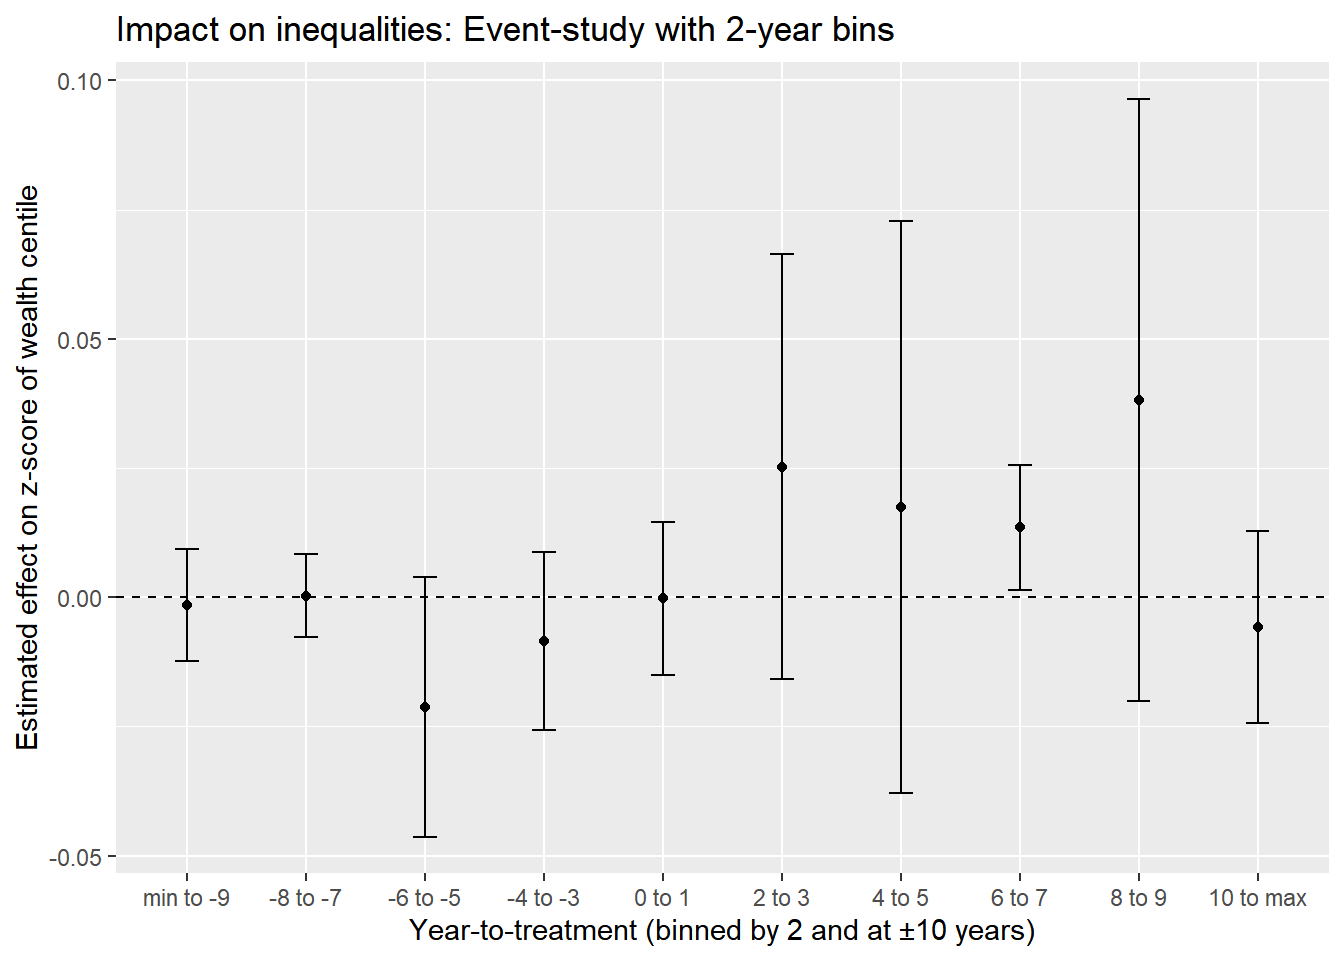 Impact on inequalities: Event-study with 2-year bins
Estimated effect on z-score of wealth centile
0.10
0.05
0.00
-0.05
min to -9
-8 to -7
-6 to -5
-4 to -3
0 to 1
2 to 3
4 to 5
6 to 7
8 to 9
10 to max
Year-to-treatment (binned by 2 and at ±10 years)